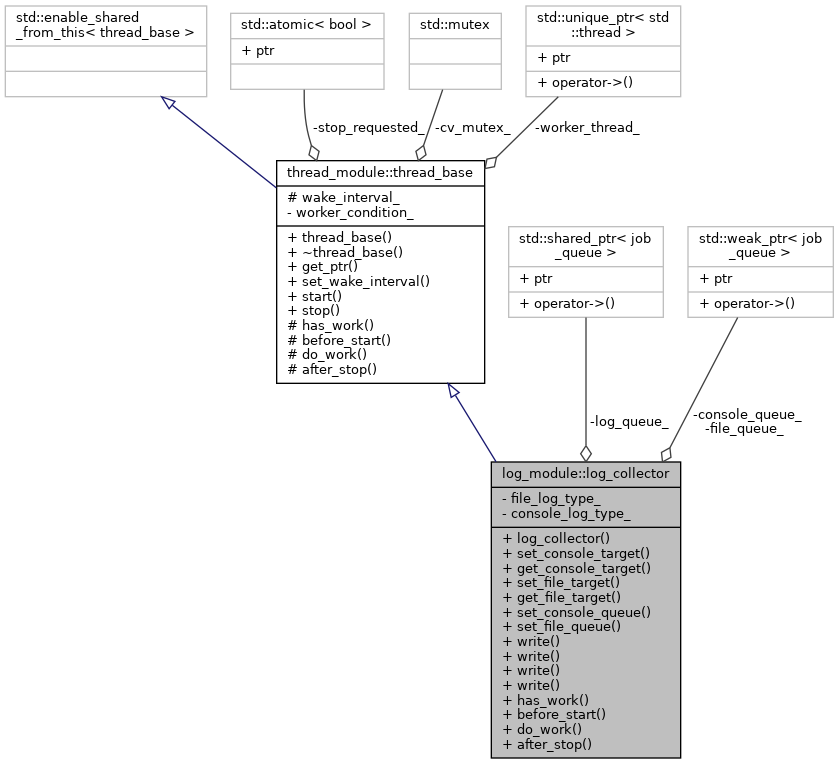 std::enable_shared
_from_this< thread_base >
std::atomic< bool >
+ ptr
std::mutex
std::unique_ptr< std
::thread >
+ ptr
+ operator->()
-stop_requested_
-cv_mutex_
-worker_thread_
thread_module::thread_base
# wake_interval_
- worker_condition_
+ thread_base()
+ ~thread_base()
+ get_ptr()
+ set_wake_interval()
+ start()
+ stop()
# has_work()
# before_start()
# do_work()
# after_stop()
std::shared_ptr< job
_queue >
+ ptr
+ operator->()
std::weak_ptr< job
_queue >
+ ptr
+ operator->()
-log_queue_
-console_queue_
-file_queue_
log_module::log_collector
- file_log_type_
- console_log_type_
+ log_collector()
+ set_console_target()
+ get_console_target()
+ set_file_target()
+ get_file_target()
+ set_console_queue()
+ set_file_queue()
+ write()
+ write()
+ write()
+ write()
+ has_work()
+ before_start()
+ do_work()
+ after_stop()